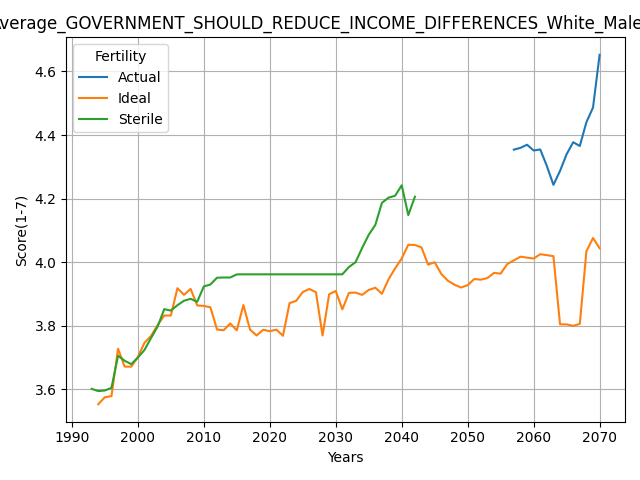 Average_GOVERNMENT_SHOULD_REDUCE_INCOME_DIFFERENCES_White_Male
Fertility
Actual
Ideal
Sterile
Score(1-7)
4.6
4.4
4.2
4.0
3.8
3.6
1990 2000 2010 2020 2030 2040 2050 2060 2070
Years